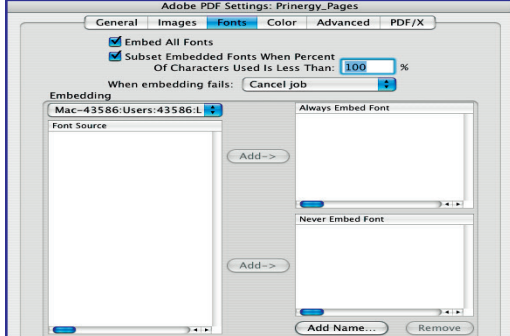 Adobe PDF Settings: Prinergy_Pages
General Images Fonts Color Advanced PDF/X
Embed All Fonts
Subset Embedded Fonts When Percent
Of Characters Used Is Less Than: 100 %
When embedding fails: Cancel job
Embedding
Mac-43586:Users:43586:L
Always Embed Font
Font Source
Add->
Never Embed Font
Add->
Add Name... Remove